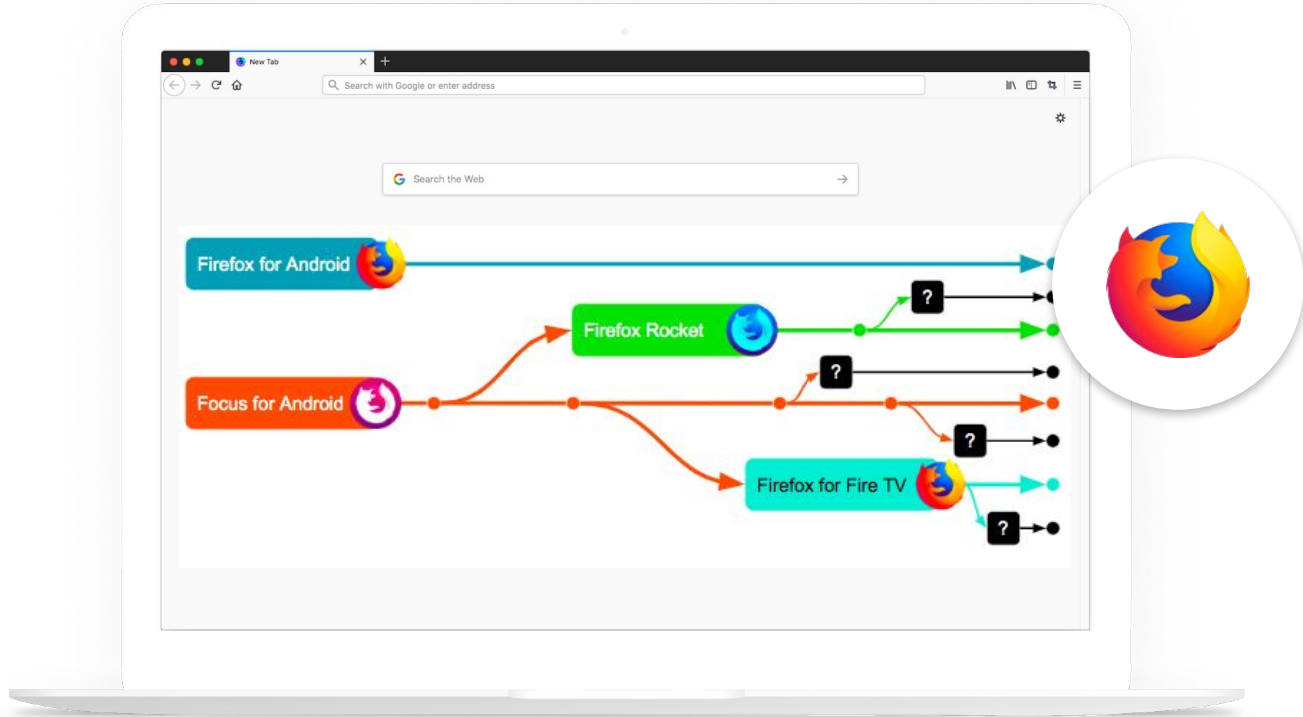 New Tab
Search with Google or enter address
Search the Web
Firefox for Android
?
Firefox Rocket
?
Focus for Android
?
Firefox for Fire TV
?